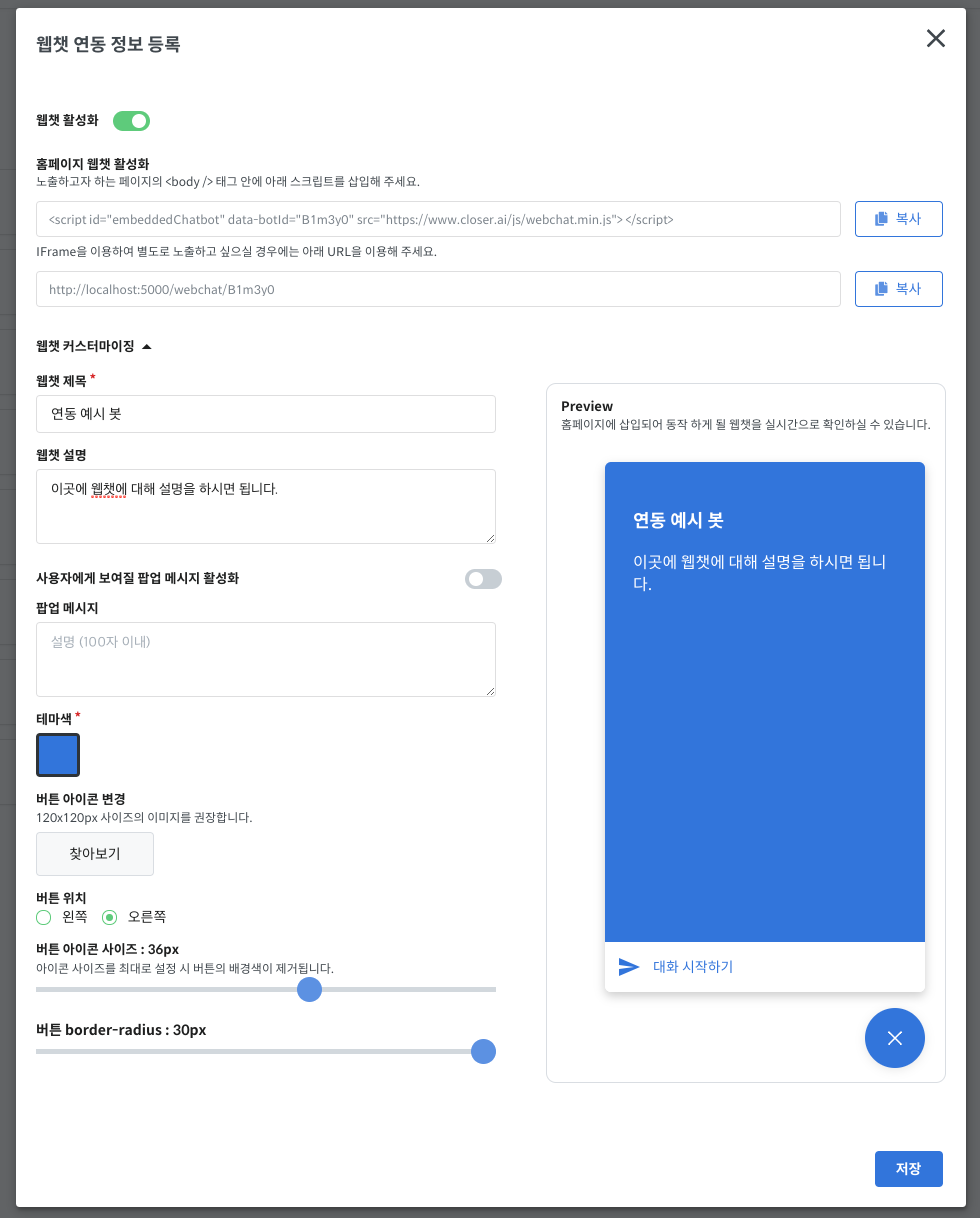 웹챗 연동 정보 등록
웹챗 활성화
홈페이지 웹챗 활성화
노출하고자 하는 페이지의 <body /> 태그 안에 아래 스크립트를 삽입해 주세요.
<script id="embeddedChatbot" data-botId="B1m3y0" src="https://www.closer.ai/js/webchat.min.js"></script>
복사
IFrame을 이용하여 별도로 노출하고 싶으실 경우에는 아래 URL을 이용해 주세요.
http://localhost:5000/webchat/B1m3y0
복사
웹챗 커스터마이징
웹챗 제목 *
연동 예시 봇
웹챗 설명
이곳에 웹챗에 대해 설명을 하시면 됩니다.
사용자에게 보여질 팝업 메시지 활성화
팝업 메시지
설명 (100자 이내)
테마색 *
버튼 아이콘 변경
120x120px 사이즈의 이미지를 권장합니다.
찾아보기
버튼 위치
왼쪽 오른쪽
버튼 아이콘 사이즈 : 36px
아이콘 사이즈를 최대로 설정 시 버튼의 배경색이 제거됩니다.
버튼 border-radius : 30px
Preview
홈페이지에 삽입되어 동작 하게 될 웹챗을 실시간으로 확인하실 수 있습니다.
연동 예시 봇
이곳에 웹챗에 대해 설명을 하시면 됩니
다.
대화 시작하기
저장